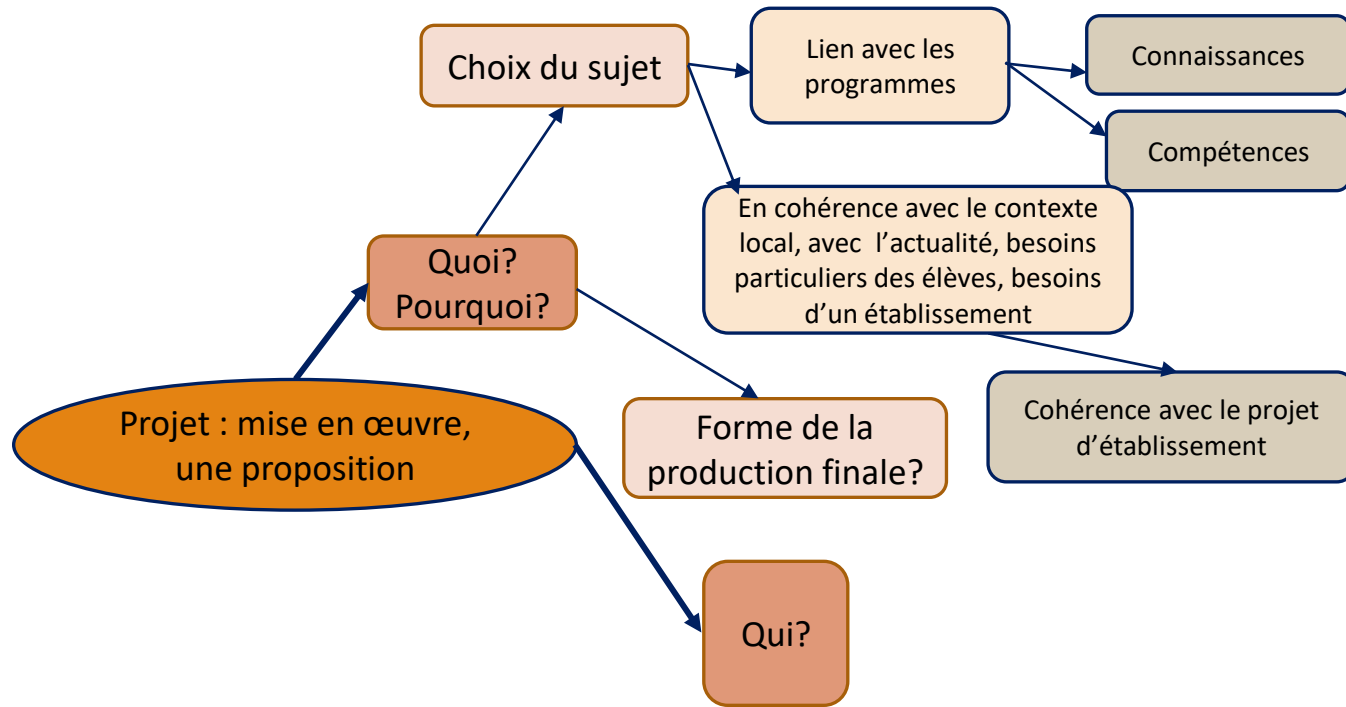 Choix du sujet
Lien avec les
programmes
Connaissances
Compétences
En cohérence avec le contexte
local, avec  l’actualité, besoins
particuliers des élèves, besoins
d’un établissement
Quoi?
Pourquoi?
Cohérence avec le projet
d’établissement
Projet : mise en œuvre,
une proposition
Forme de la
production finale?
Qui?